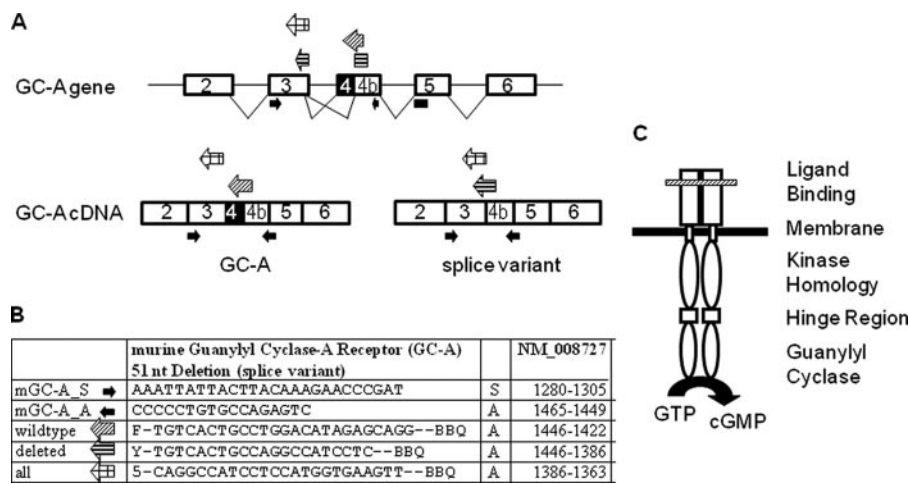 A
GC-A gene
2 3 4 4b 5 6
GC-A cDNA
2 3 4 4b 5 6
2 3 4b 5 6
GC-A
splice variant
B
murine Guanylyl Cyclase-A Receptor (GC-A)
51 nt Deletion (splice variant)
NM_008727
mGC-A_S AAATTATTACTTACAAAGAACCCGAT S 1280-1305
mGC-A_A CCCCCTGTGCCAGAGTC A 1465-1449
wildtype F-TGTCACTGCCTGGACATAGAGCAGG--BBQ A 1446-1422
deleted Y-TGTCACTGCCAGGCCATCCTC--BBQ A 1446-1386
all 5-CAGGCCATCCTCCATGGTGAAGTT--BBQ A 1386-1363
C
Ligand
Binding
Membrane
Kinase
Homology
Hinge Region
Guanylyl
Cyclase
GTP
cGMP